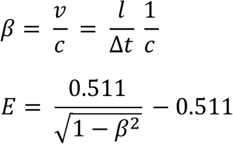 β = v/c = l/Δt 1/c
E = 0.511/√(1 − β²) − 0.511